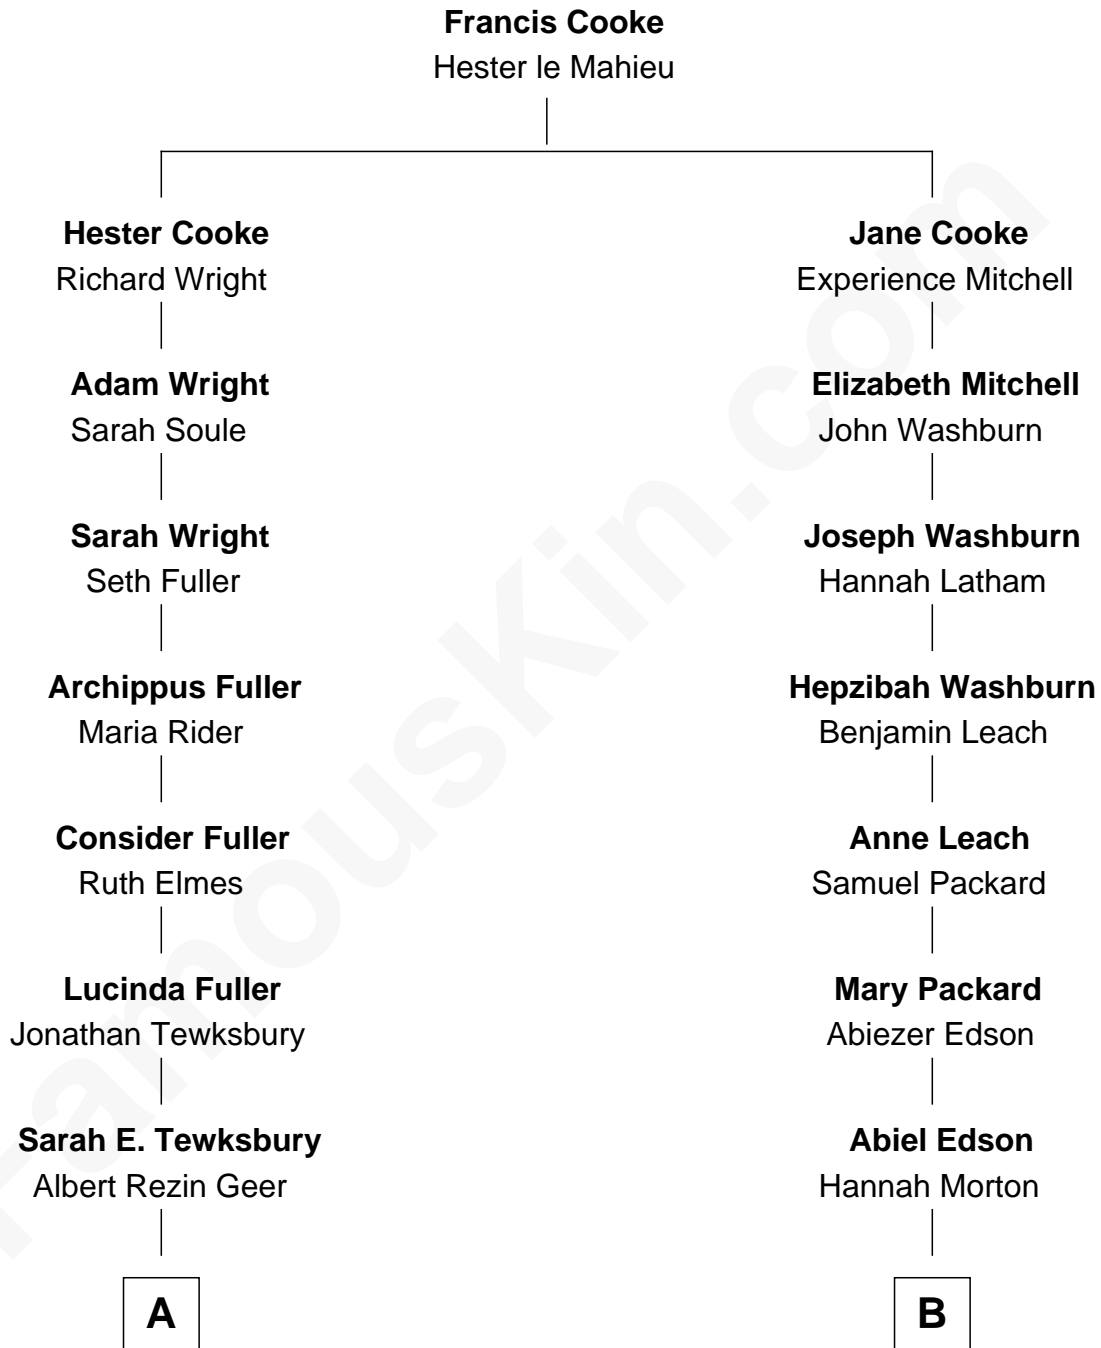 Francis Cooke
Hester le Mahieu
Hester Cooke
Richard Wright
Jane Cooke
Experience Mitchell
Adam Wright
Sarah Soule
Elizabeth Mitchell
John Washburn
Sarah Wright
Seth Fuller
Joseph Washburn
Hannah Latham
Archippus Fuller
Maria Rider
Hepzibah Washburn
Benjamin Leach
Consider Fuller
Ruth Elmes
Anne Leach
Samuel Packard
Lucinda Fuller
Jonathan Tewksbury
Mary Packard
Abiezer Edson
Sarah E. Tewksbury
Albert Rezin Geer
Abiel Edson
Hannah Morton
A
B
FamousKin.com